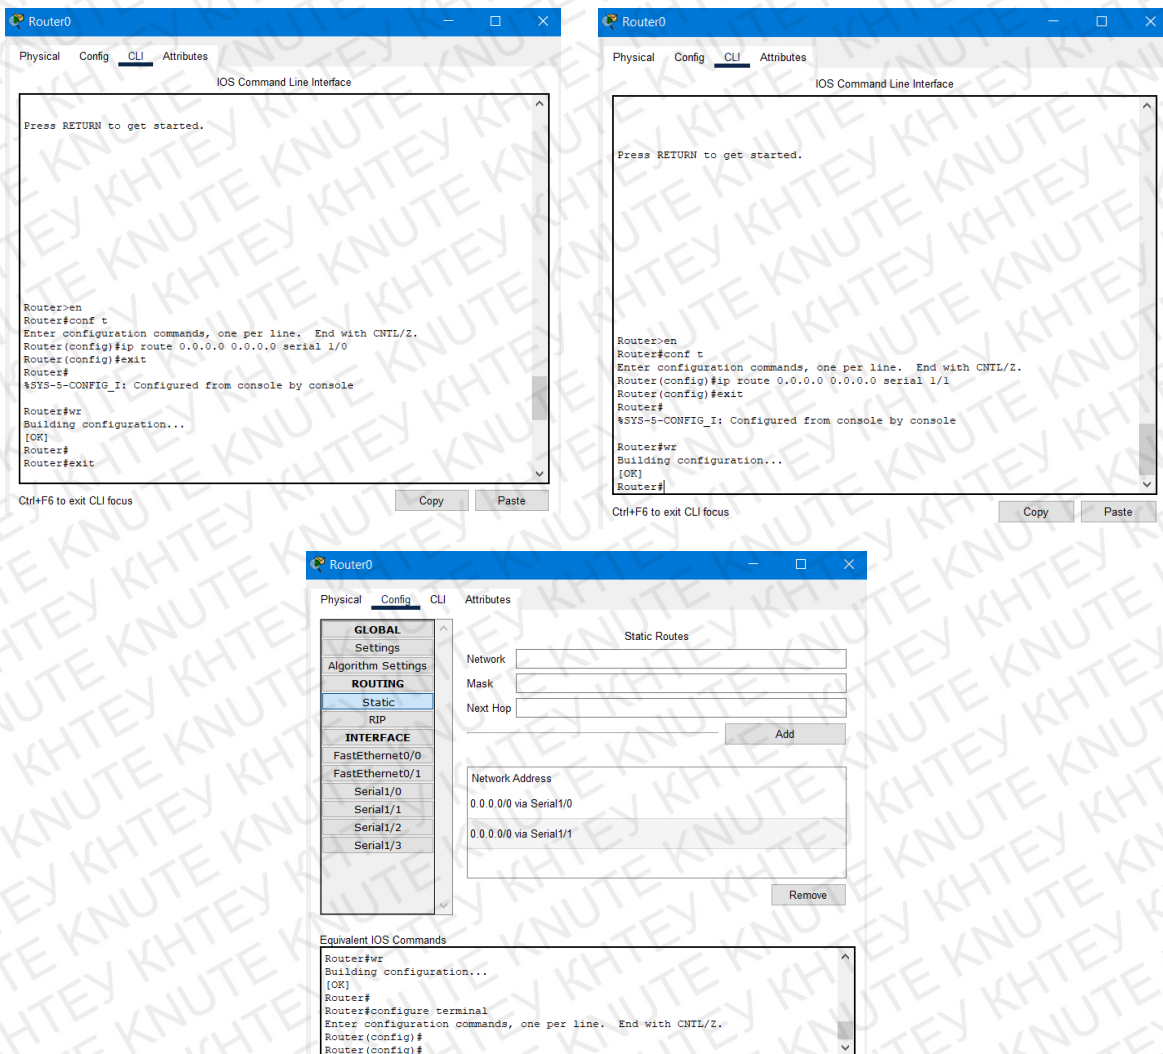 Router0
Physical Config CLI Attributes
IOS Command Line Interface
Press RETURN to get started.
Router>en
Router#conf t
Enter configuration commands, one per line. End with CNTL/Z.
Router(config)#ip route 0.0.0.0 0.0.0.0 serial 1/0
Router(config)#exit
Router#
%SYS-5-CONFIG_I: Configured from console by console
Router#wr
Building configuration...
[OK]
Router#
Router#exit
Ctrl+F6 to exit CLI focus
Copy Paste
Router0
Physical Config CLI Attributes
IOS Command Line Interface
Press RETURN to get started.
Router>en
Router#conf t
Enter configuration commands, one per line. End with CNTL/Z.
Router(config)#ip route 0.0.0.0 0.0.0.0 serial 1/1
Router(config)#exit
Router#
%SYS-5-CONFIG_I: Configured from console by console
Router#wr
Building configuration...
[OK]
Router#
Ctrl+F6 to exit CLI focus
Copy Paste
Router0
Physical Config CLI Attributes
GLOBAL
Settings
Algorithm Settings
ROUTING
Static
RIP
INTERFACE
FastEthernet0/0
FastEthernet0/1
Serial1/0
Serial1/1
Serial1/2
Serial1/3
Static Routes
Network
Mask
Next Hop
Add
Network Address
0.0.0.0/0 via Serial1/0
0.0.0.0/0 via Serial1/1
Remove
Equivalent IOS Commands
Router#wr
Building configuration...
[OK]
Router#
Router#configure terminal
Enter configuration commands, one per line. End with CNTL/Z.
Router(config)#
Router(config)#
KNUTE КНТЕУ